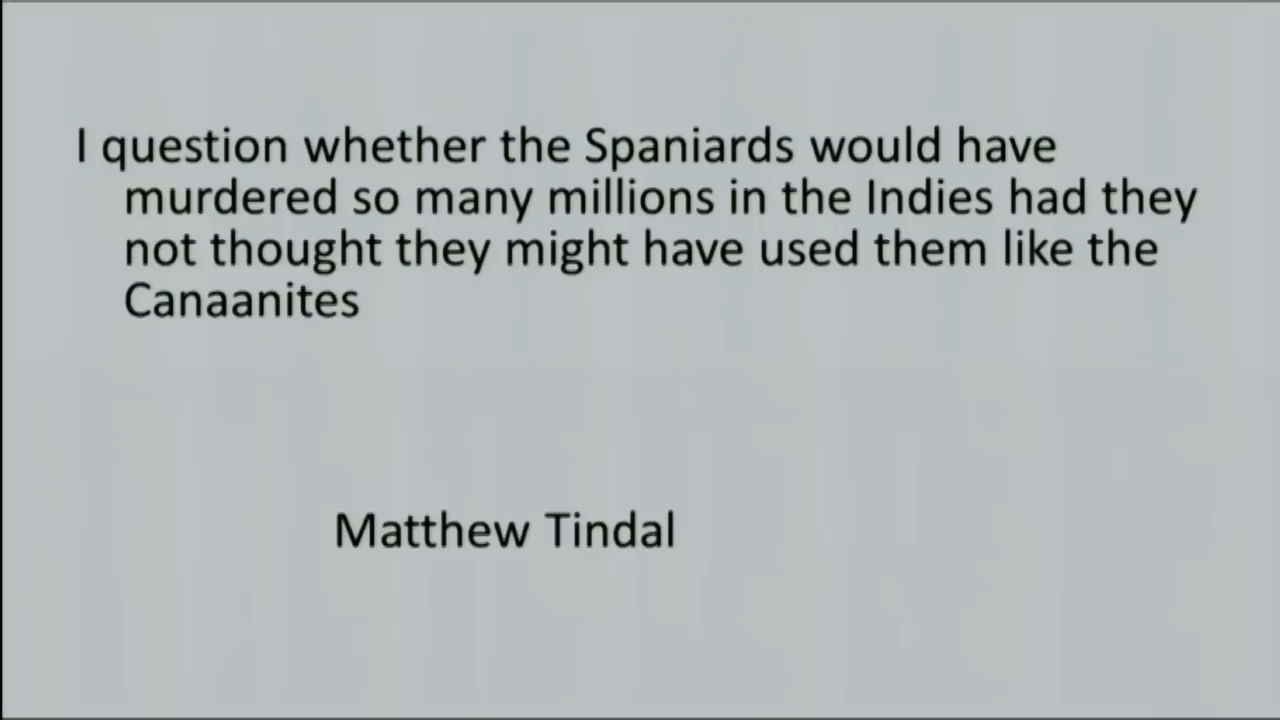 I question whether the Spaniards would have
murdered so many millions in the Indies had they
not thought they might have used them like the
Canaanites
Matthew Tindal